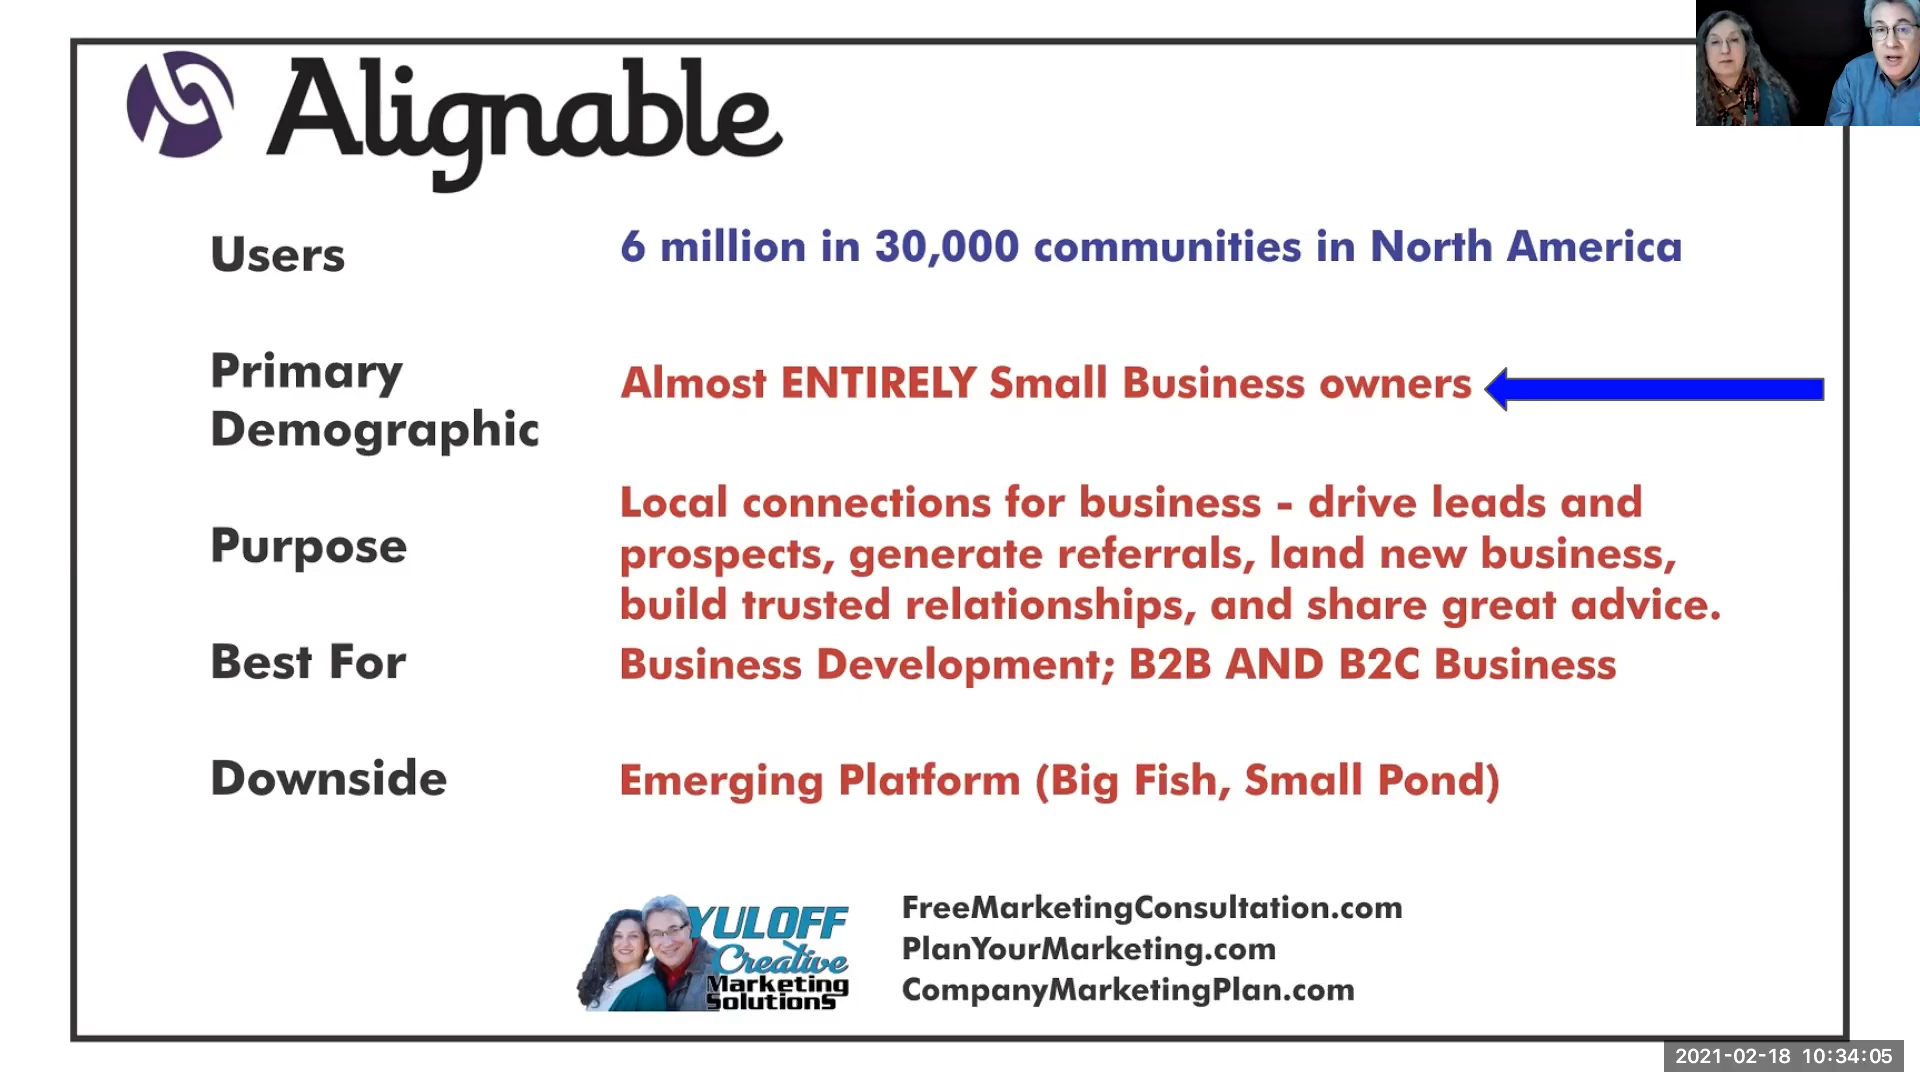 Alignable
Users
6 million in 30,000 communities in North America
Primary
Demographic
Almost ENTIRELY Small Business owners
Purpose
Local connections for business - drive leads and
prospects, generate referrals, land new business,
build trusted relationships, and share great advice.
Best For
Business Development; B2B AND B2C Business
Downside
Emerging Platform (Big Fish, Small Pond)
YULOFF
Creative
Marketing
Solutions
FreeMarketingConsultation.com
PlanYourMarketing.com
CompanyMarketingPlan.com
2021-02-18 10:34:05